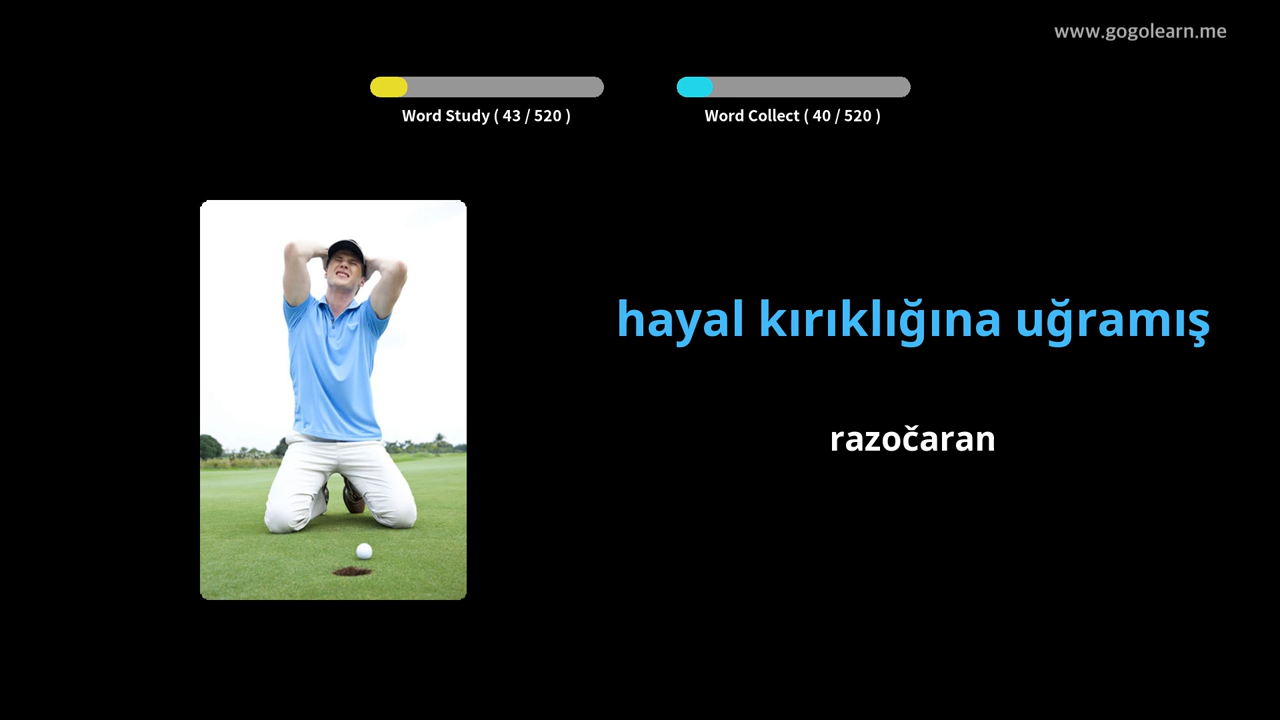 www.gogolearn.me
Word Study ( 43 / 520 )
Word Collect ( 40 / 520 )
hayal kırıklığına uğramış
razočaran